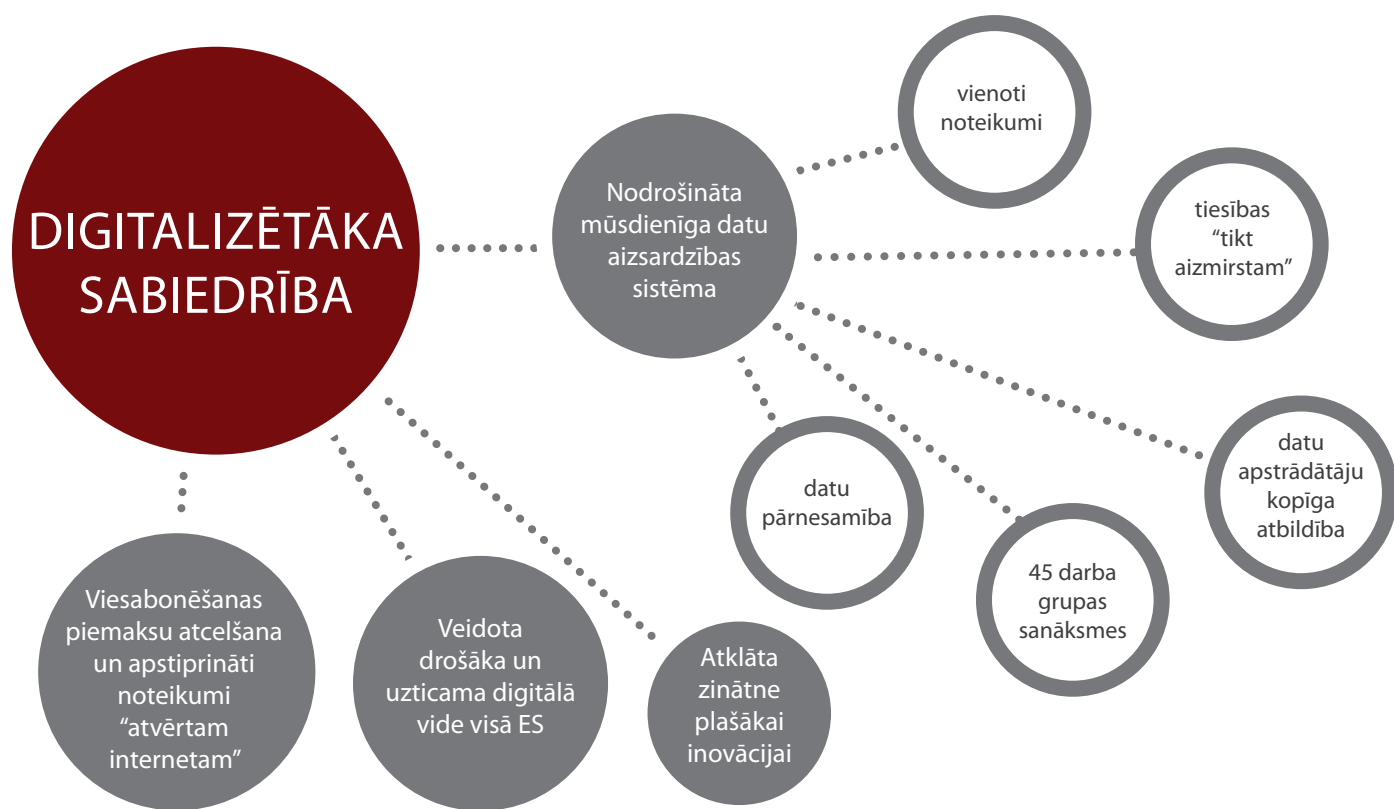 DIGITALIZĒTĀKA
SABIEDRĪBA
Nodrošināta
mūsdienīga datu
aizsardzības
sistēma
vienoti
noteikumi
tiesības
“tikt
aizmirstam”
datu
apstrādātāju
kopīga
atbildība
45 darba
grupas
sanāksmes
datu
pārnesamība
Viesabonēšanas
piemaksu atcelšana
un apstiprināti
noteikumi
“atvērtam
internetam”
Veidota
drošāka un
uzticama digitālā
vide visā ES
Atklāta
zinātne
plašākai
inovācijai